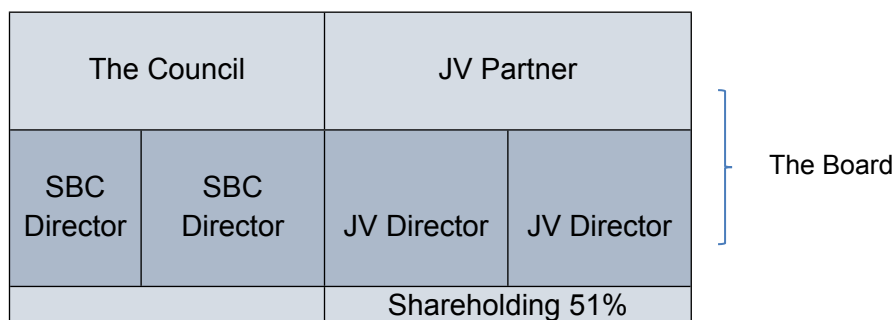 The Council
JV Partner
The Board
SBC
Director
SBC
Director
JV Director
JV Director
Shareholding 51%